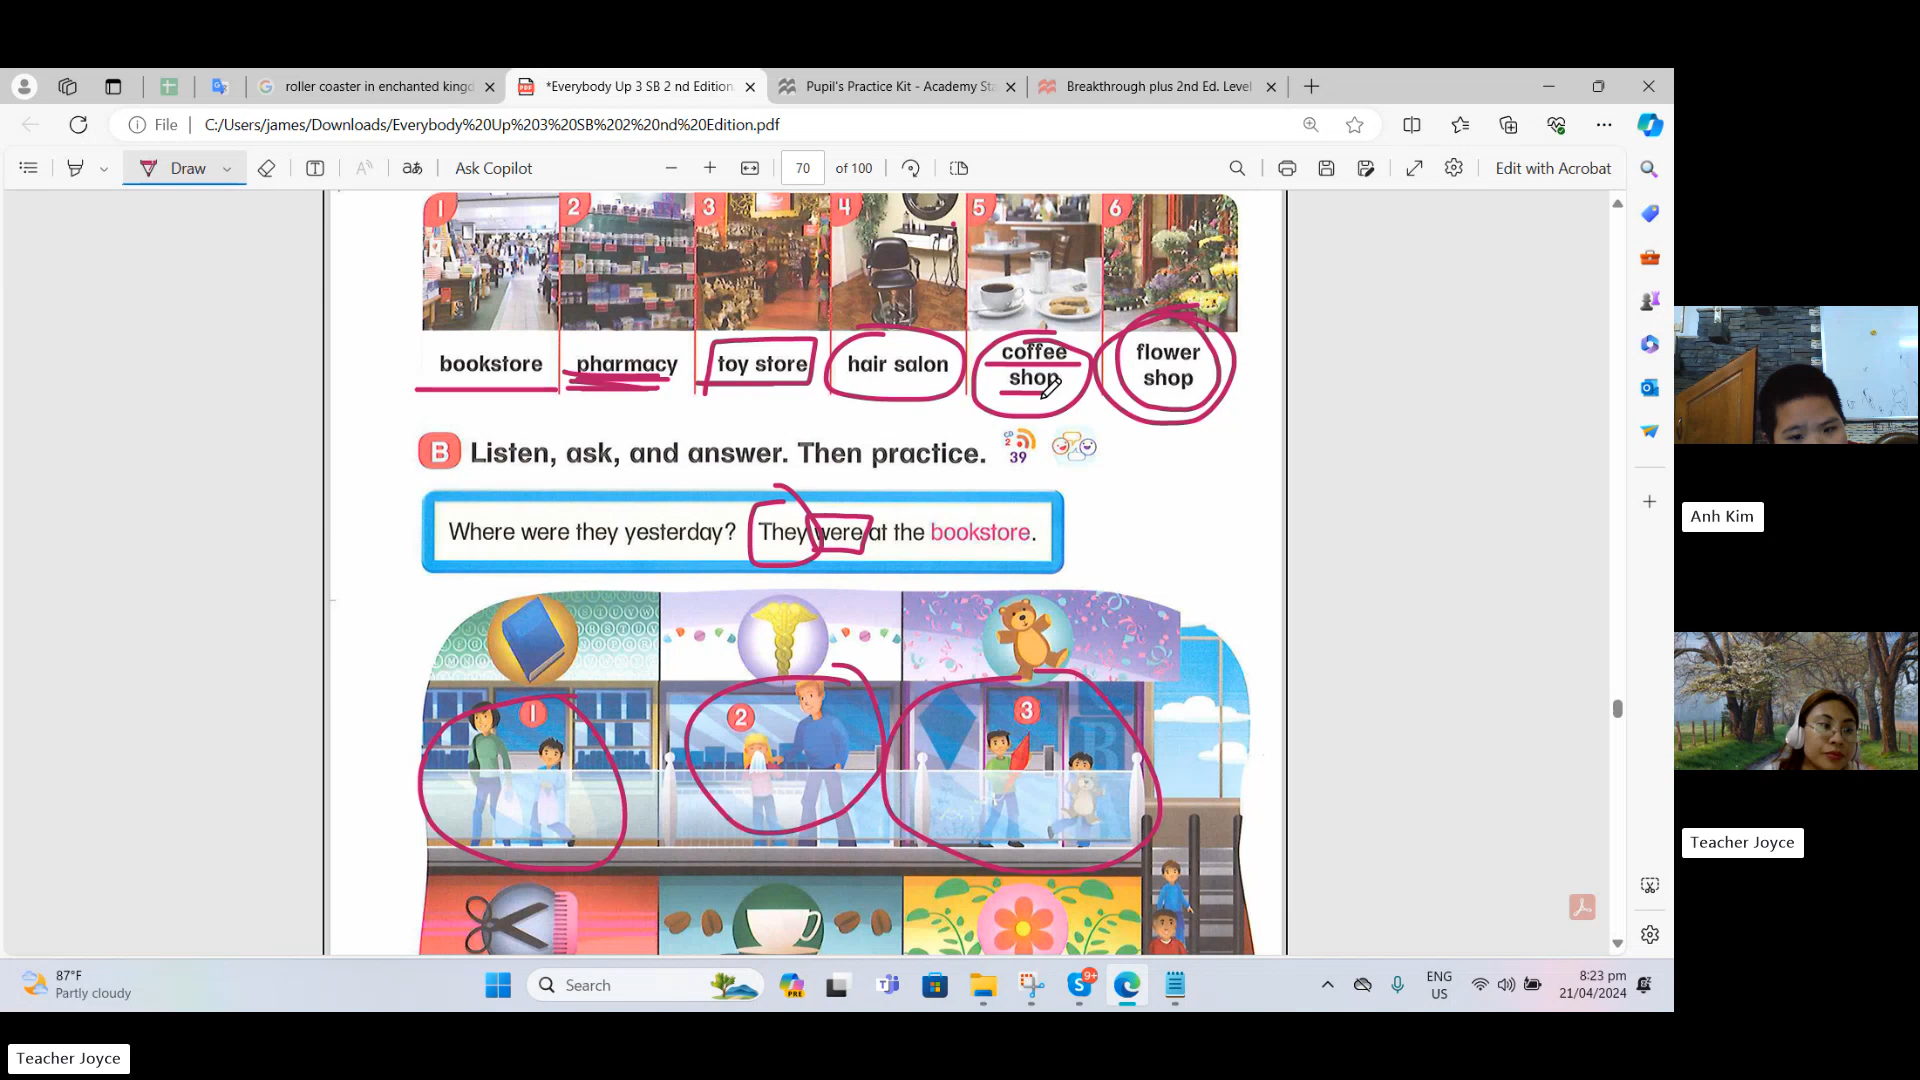 roller coaster in enchanted kingd
*Everybody Up 3 SB 2 nd Edition.
Pupil's Practice Kit - Academy Sta
Breakthrough plus 2nd Ed. Level
File
C:/Users/james/Downloads/Everybody%20Up%203%20SB%202%20nd%20Edition.pdf
Draw
Ask Copilot
70
of 100
Edit with Acrobat
1
2
3
4
5
6
bookstore
pharmacy
toy store
hair salon
coffee
shop
flower
shop
B Listen, ask, and answer. Then practice.
CD
2
39
Where were they yesterday? They were at the bookstore.
1
2
3
Anh Kim
Teacher Joyce
87°F
Partly cloudy
Search
PRE
9+
ENG
US
8:23 pm
21/04/2024
Teacher Joyce